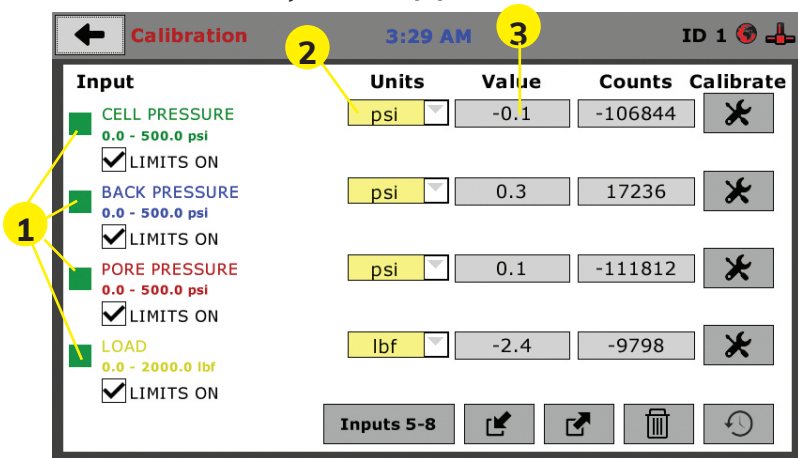 Calibration 3:29 AM ID 1
2 3
Input Units Value Counts Calibrate
CELL PRESSURE psi -0.1 -106844
0.0 - 500.0 psi
LIMITS ON
BACK PRESSURE psi 0.3 17236
0.0 - 500.0 psi
1
LIMITS ON
PORE PRESSURE psi 0.1 -111812
0.0 - 500.0 psi
LIMITS ON
LOAD lbf -2.4 -9798
0.0 - 2000.0 lbf
LIMITS ON
Inputs 5-8